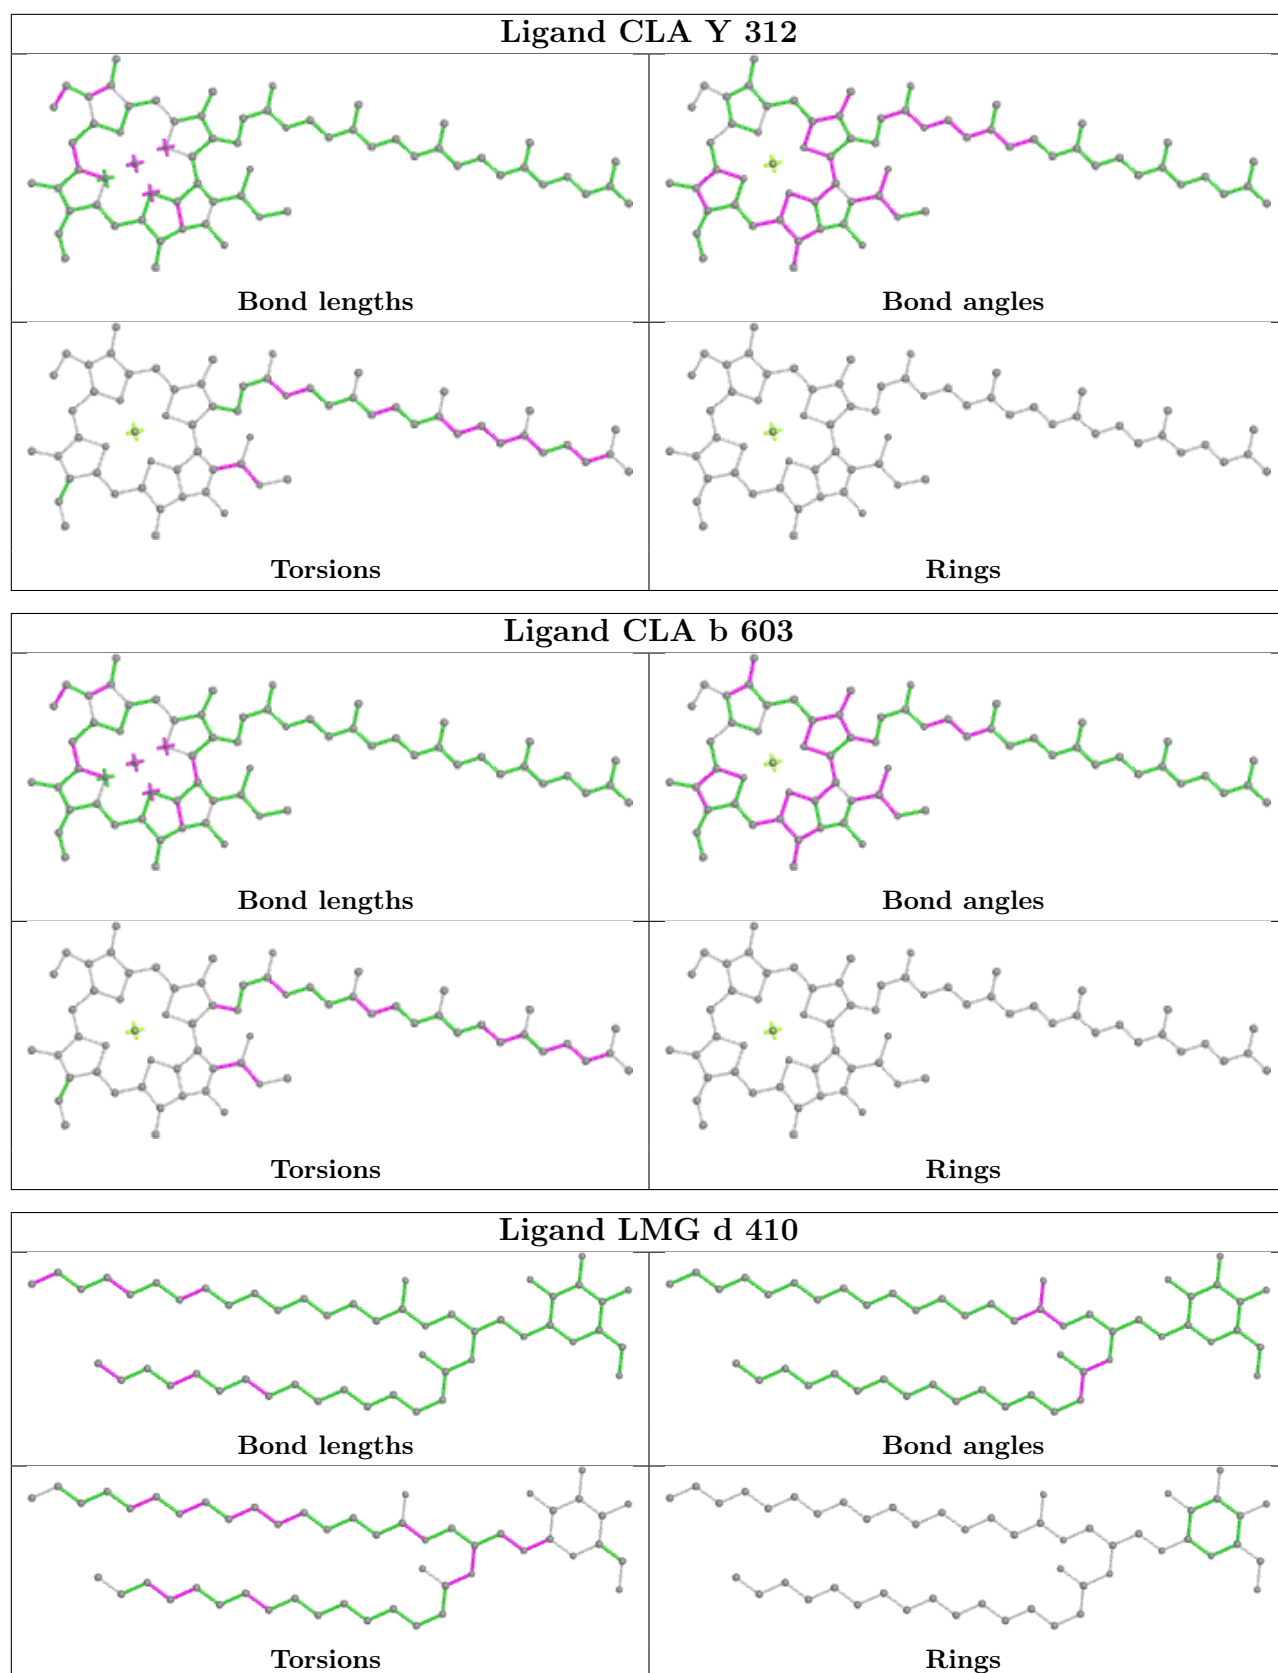 Ligand CLA Y 312
Bond lengths
Bond angles
Torsions
Rings
Ligand CLA b 603
Bond lengths
Bond angles
Torsions
Rings
Ligand LMG d 410
Bond lengths
Bond angles
Torsions
Rings